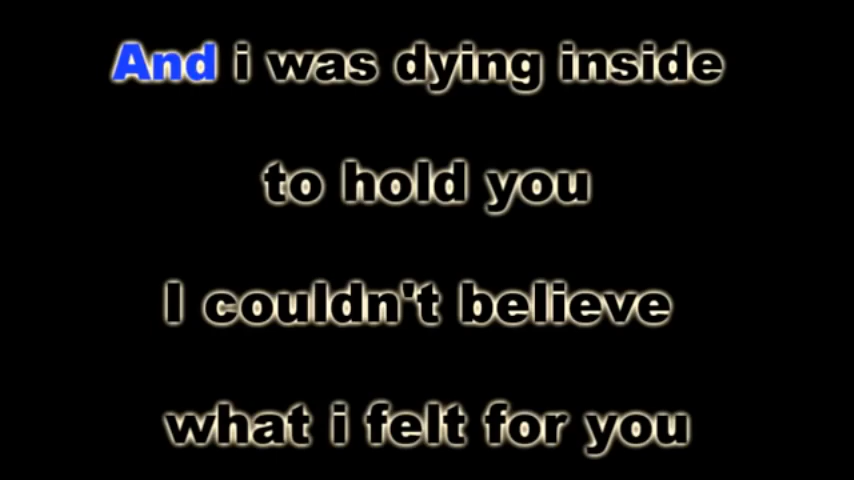 And i was dying inside
to hold you
I couldn't believe
what i felt for you